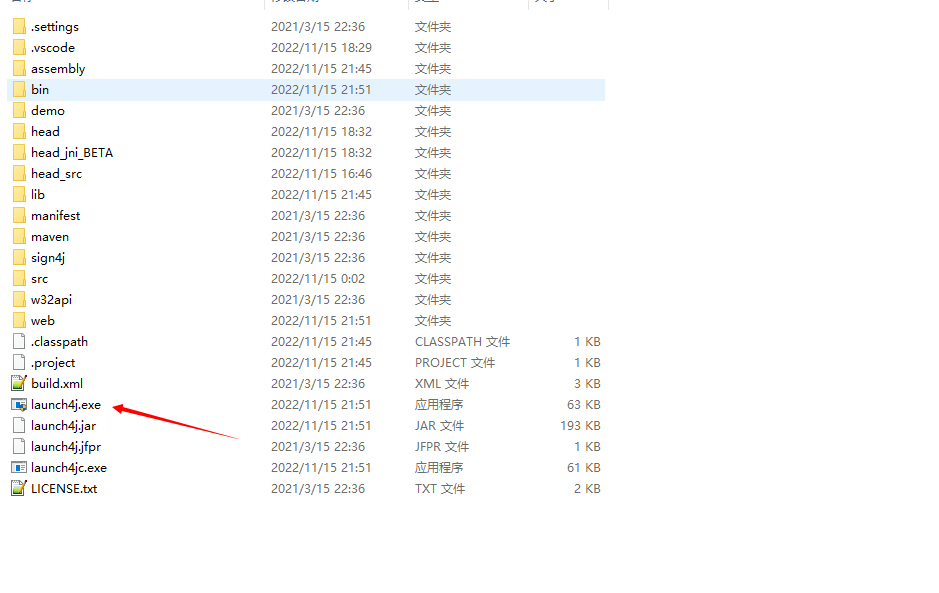 .settings 2021/3/15 22:36 文件夹
.vscode 2022/11/15 18:29 文件夹
assembly 2022/11/15 21:45 文件夹
bin 2022/11/15 21:51 文件夹
demo 2021/3/15 22:36 文件夹
head 2022/11/15 18:32 文件夹
head_jni_BETA 2022/11/15 18:32 文件夹
head_src 2022/11/15 16:46 文件夹
lib 2022/11/15 21:45 文件夹
manifest 2021/3/15 22:36 文件夹
maven 2021/3/15 22:36 文件夹
sign4j 2021/3/15 22:36 文件夹
src 2022/11/15 0:02 文件夹
w32api 2021/3/15 22:36 文件夹
web 2022/11/15 21:51 文件夹
.classpath 2022/11/15 21:45 CLASSPATH 文件 1 KB
.project 2022/11/15 21:45 PROJECT 文件 1 KB
build.xml 2021/3/15 22:36 XML 文件 3 KB
launch4j.exe 2022/11/15 21:51 应用程序 63 KB
launch4j.jar 2022/11/15 21:51 JAR 文件 193 KB
launch4j.jfpr 2021/3/15 22:36 JFPR 文件 1 KB
launch4jc.exe 2022/11/15 21:51 应用程序 61 KB
LICENSE.txt 2021/3/15 22:36 TXT 文件 2 KB